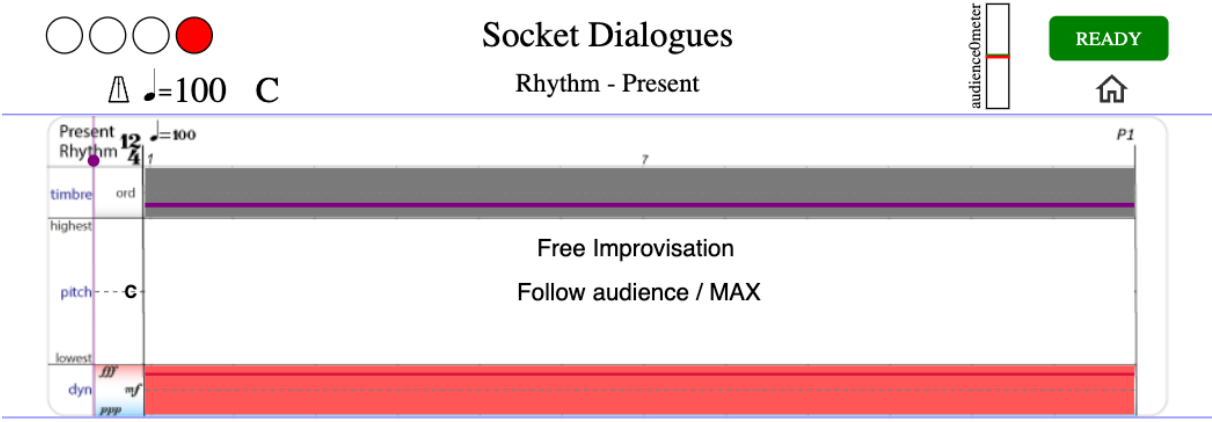 Socket Dialogues
READY
Rhythm - Present
audience0meter
♩=100 C
Present
Rhythm
12
4
♩=100
P1
1
7
timbre
ord
highest
Free Improvisation
pitch
C
Follow audience / MAX
lowest
fff
dyn
mf
ppp